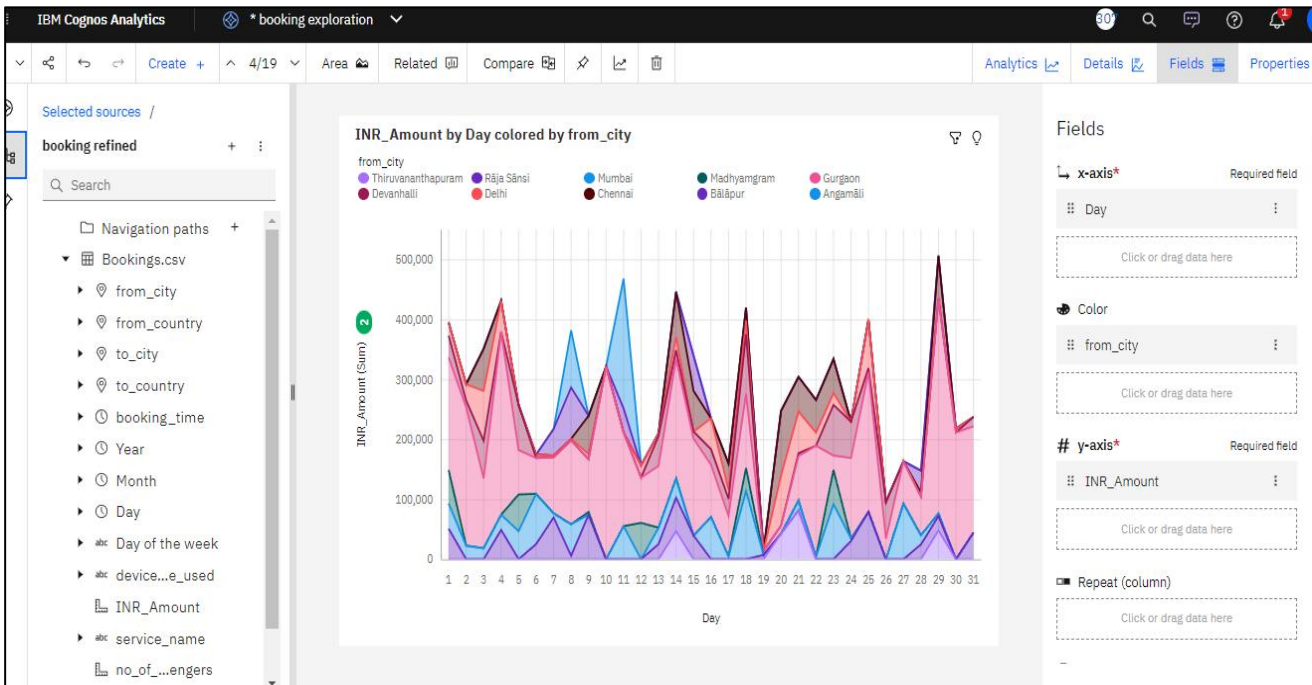 IBM Cognos Analytics
* booking exploration
30
1
Create +
4/19
Area
Related
Compare
Analytics
Details
Fields
Properties
Selected sources /
booking refined
Search
Navigation paths
Bookings.csv
from_city
from_country
to_city
to_country
booking_time
Year
Month
Day
abc Day of the week
abc device...e_used
INR_Amount
abc service_name
no_of_...engers
INR_Amount by Day colored by from_city
from_city
Thiruvananthapuram Rāja Sānsi Mumbai Madhyamgram Gurgaon
Devanhalli Delhi Chennai Bālāpur Angamāli
500,000
400,000
300,000
200,000
100,000
0
INR_Amount (Sum)
2
1 2 3 4 5 6 7 8 9 10 11 12 13 14 15 16 17 18 19 20 21 22 23 24 25 26 27 28 29 30 31
Day
Fields
x-axis* Required field
Day
Click or drag data here
Color
from_city
Click or drag data here
# y-axis* Required field
INR_Amount
Click or drag data here
Repeat (column)
Click or drag data here